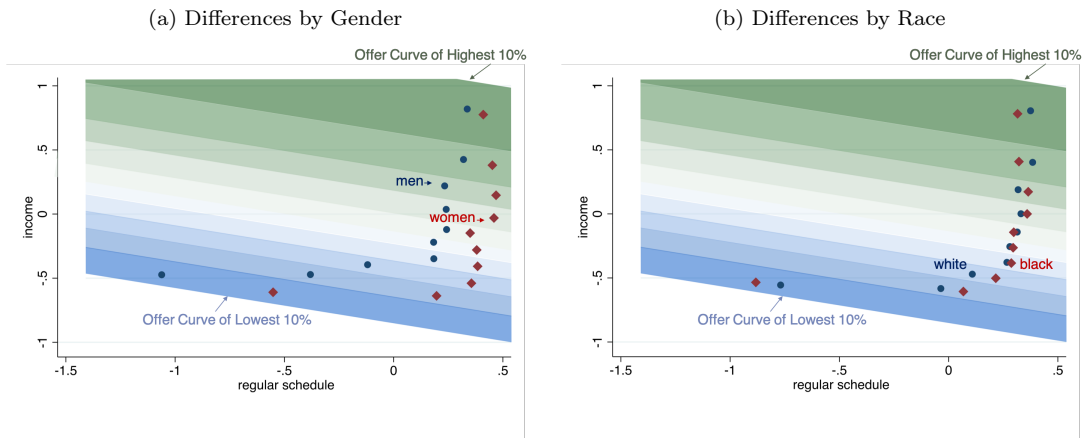 (a) Differences by Gender
Offer Curve of Highest 10%
1
.5
0
-.5
-1
income
men
women
Offer Curve of Lowest 10%
-1.5
-1
-.5
0
.5
regular schedule
(b) Differences by Race
Offer Curve of Highest 10%
1
.5
0
-.5
-1
income
white
black
Offer Curve of Lowest 10%
-1.5
-1
-.5
0
.5
regular schedule